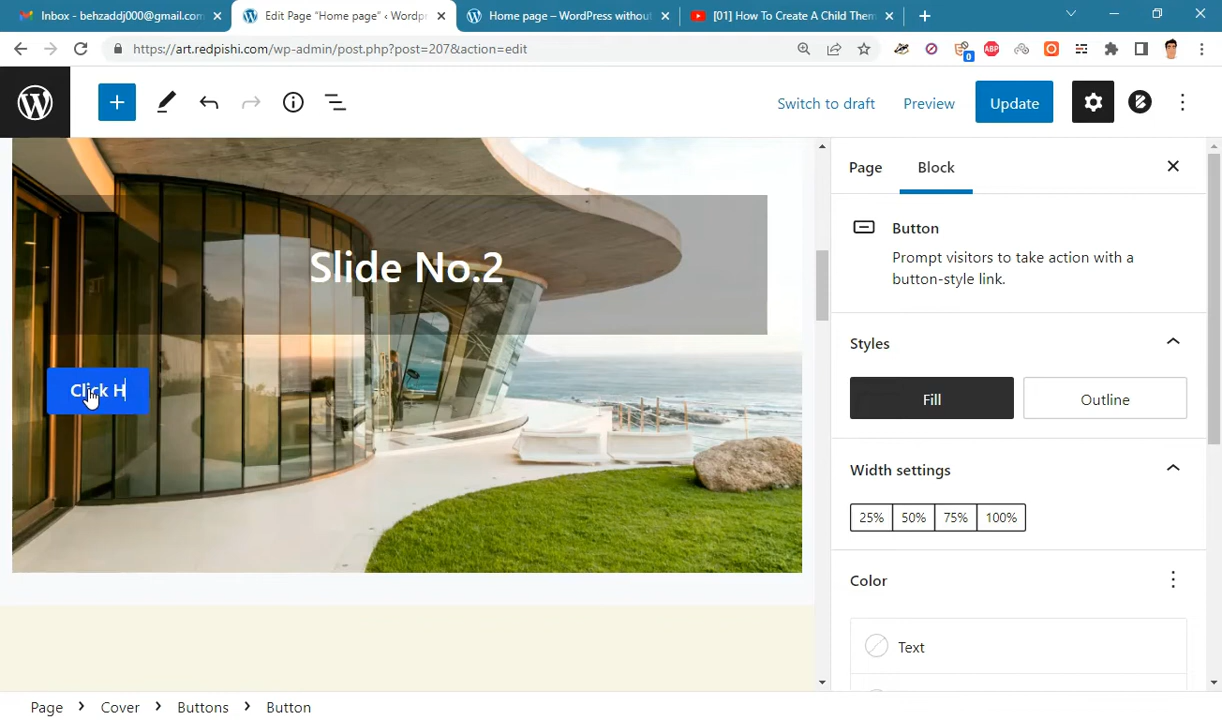 Inbox - behzaddj000@gmail.com
Edit Page "Home page" ‹ Wordpr
Home page – WordPress withou
[01] How To Create A Child Them
https://art.redpishi.com/wp-admin/post.php?post=207&action=edit
0
ABP
Switch to draft
Preview
Update
Page
Block
Button
Prompt visitors to take action with a
button-style link.
Slide No.2
Styles
Click H
Fill
Outline
Width settings
25%
50%
75%
100%
Color
Text
Page
Cover
Buttons
Button